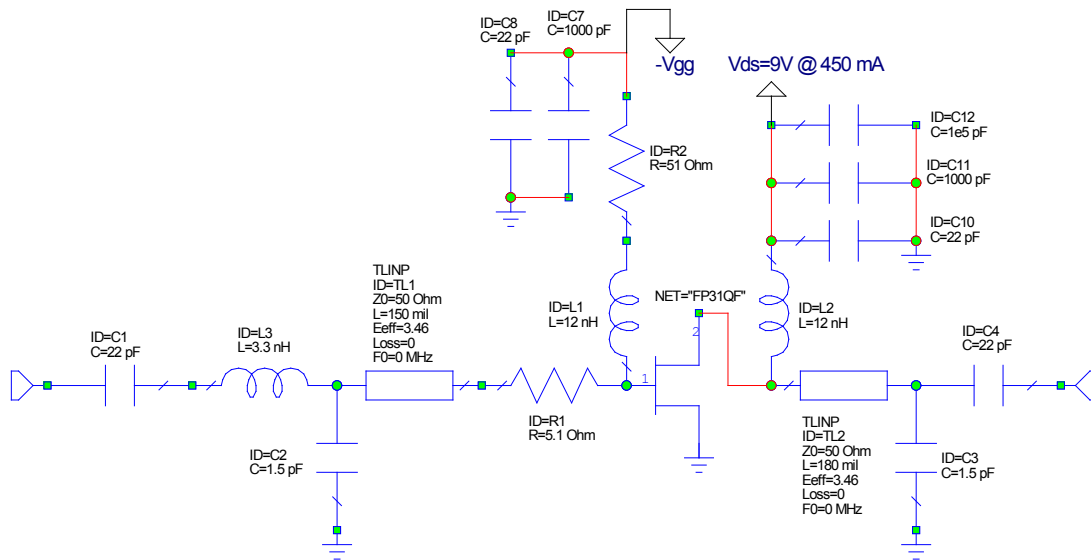 ID=C8
C=22 pF
ID=C7
C=1000 pF
-Vgg
Vds=9V @ 450 mA
ID=R2
R=51 Ohm
ID=C12
C=1e5 pF
ID=C11
C=1000 pF
ID=C10
C=22 pF
TLINP
ID=TL1
Z0=50 Ohm
L=150 mil
Eeff=3.46
Loss=0
F0=0 MHz
ID=L1
L=12 nH
NET="FP31QF"
ID=L2
L=12 nH
ID=C1
C=22 pF
ID=L3
L=3.3 nH
2
1
ID=C4
C=22 pF
ID=R1
R=5.1 Ohm
ID=C2
C=1.5 pF
TLINP
ID=TL2
Z0=50 Ohm
L=180 mil
Eeff=3.46
Loss=0
F0=0 MHz
ID=C3
C=1.5 pF